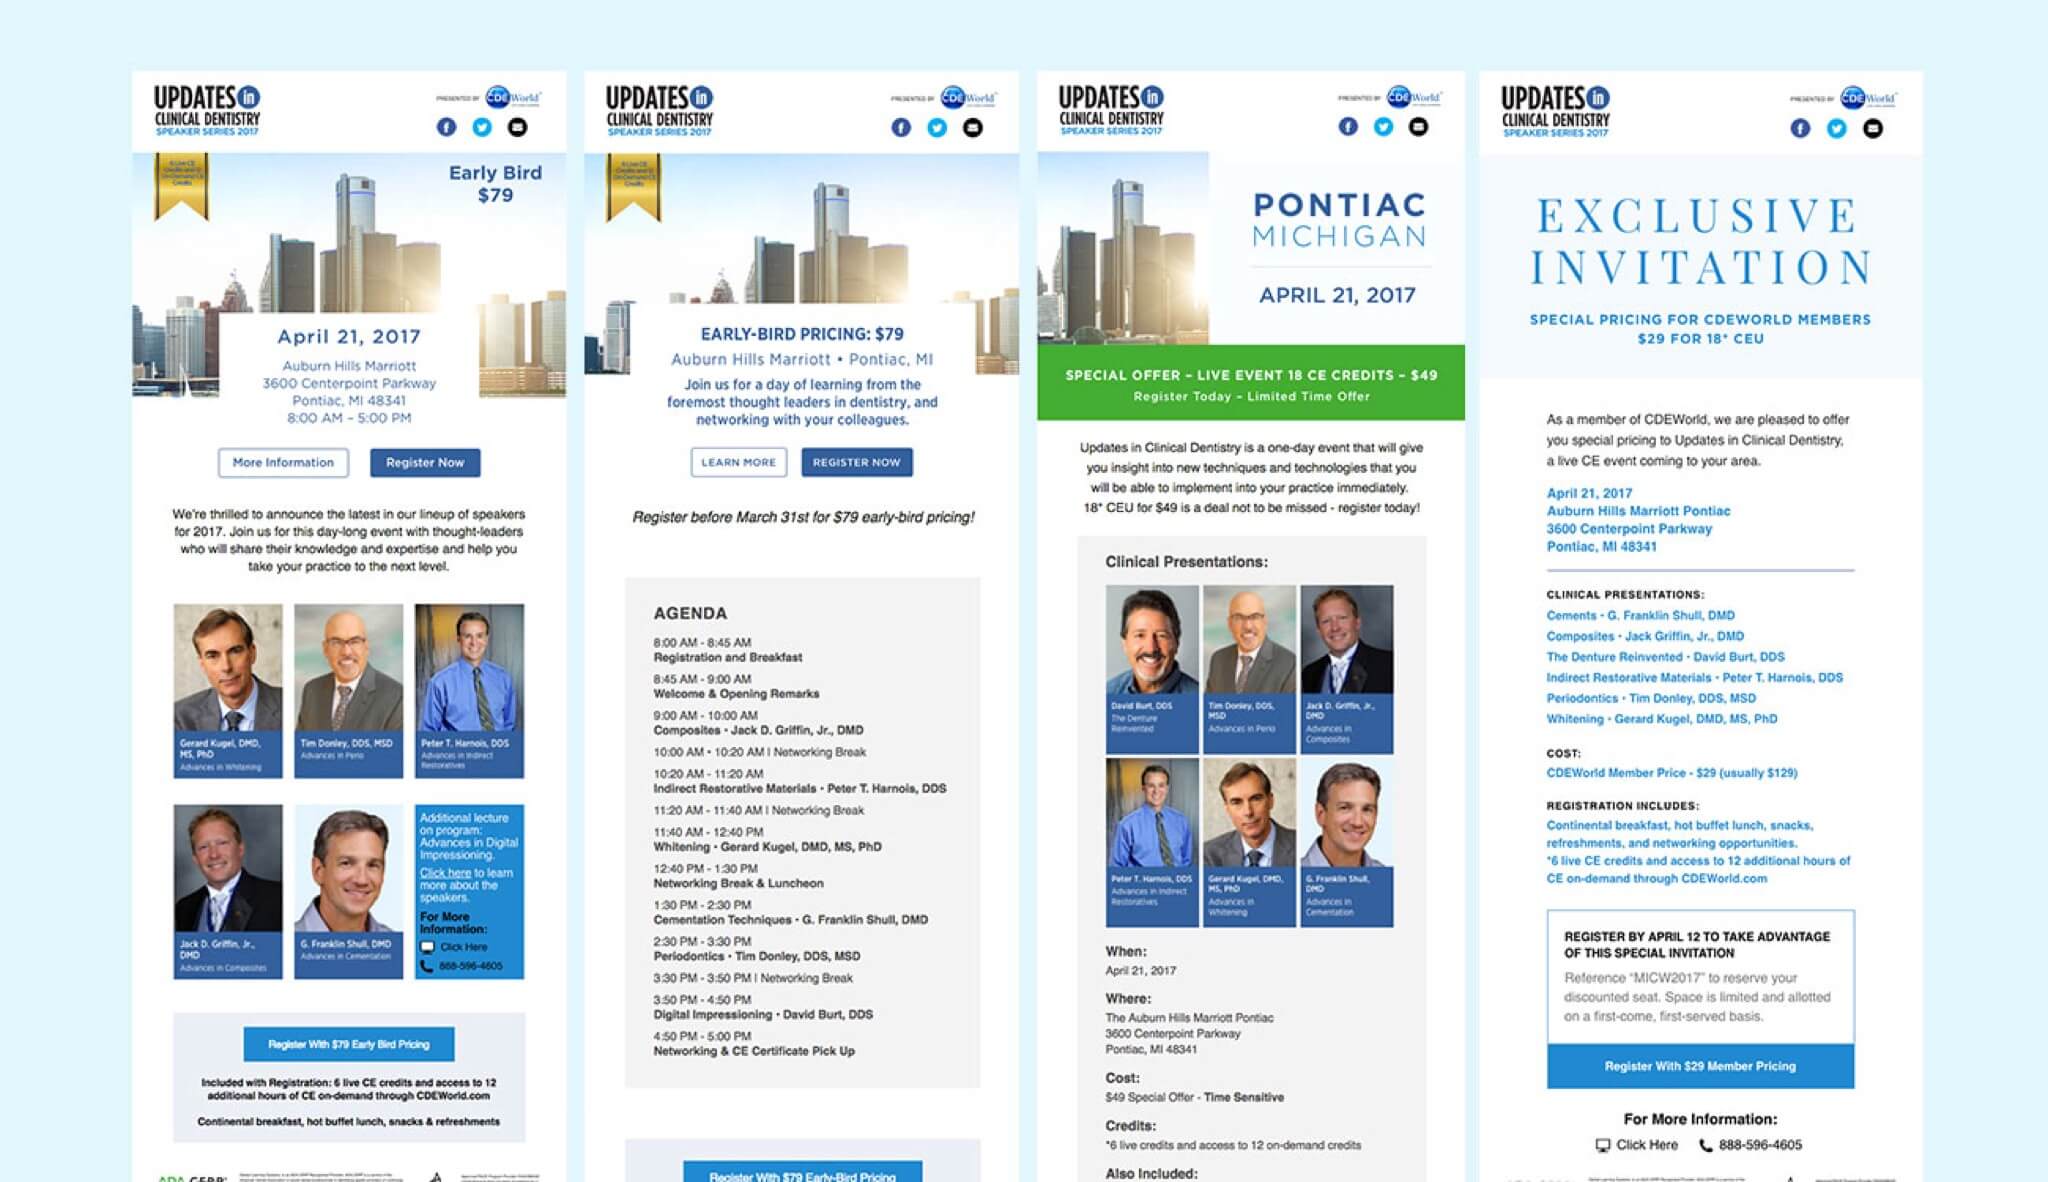 UPDATES in
CLINICAL DENTISTRY
SPEAKER SERIES 2017
PRESENTED BY CDEWorld
6 Live CE
Credits and 12
On-Demand CE
Credits
Early Bird
$79
April 21, 2017
Auburn Hills Marriott
3600 Centerpoint Parkway
Pontiac, MI 48341
8:00 AM – 5:00 PM
More Information
Register Now
We're thrilled to announce the latest in our lineup of speakers
for 2017. Join us for this day-long event with thought-leaders
who will share their knowledge and expertise and help you
take your practice to the next level.
Gerard Kugel, DMD,
MS, PhD
Advances in Whitening
Tim Donley, DDS, MSD
Advances in Perio
Peter T. Harnois, DDS
Advances in Indirect
Restoratives
Jack D. Griffin, Jr.,
DMD
Advances in Composites
G. Franklin Shull, DMD
Advances in Cementation
Additional lecture
on program:
Advances in Digital
Impressioning.
Click here to learn
more about the
speakers.
For More
Information:
Click Here
888-596-4605
Register With $79 Early Bird Pricing
Included with Registration: 6 live CE credits and access to 12
additional hours of CE on-demand through CDEWorld.com
Continental breakfast, hot buffet lunch, snacks & refreshments
ADA CERP
UPDATES in
CLINICAL DENTISTRY
SPEAKER SERIES 2017
PRESENTED BY CDEWorld
6 Live CE
Credits and 12
On-Demand CE
Credits
EARLY-BIRD PRICING: $79
Auburn Hills Marriott • Pontiac, MI
Join us for a day of learning from the
foremost thought leaders in dentistry, and
networking with your colleagues.
LEARN MORE
REGISTER NOW
Register before March 31st for $79 early-bird pricing!
AGENDA
8:00 AM - 8:45 AM
Registration and Breakfast
8:45 AM - 9:00 AM
Welcome & Opening Remarks
9:00 AM - 10:00 AM
Composites • Jack D. Griffin, Jr., DMD
10:00 AM • 10:20 AM | Networking Break
10:20 AM - 11:20 AM
Indirect Restorative Materials • Peter T. Harnois, DDS
11:20 AM - 11:40 AM | Networking Break
11:40 AM - 12:40 PM
Whitening • Gerard Kugel, DMD, MS, PhD
12:40 PM - 1:30 PM
Networking Break & Luncheon
1:30 PM - 2:30 PM
Cementation Techniques • G. Franklin Shull, DMD
2:30 PM - 3:30 PM
Periodontics • Tim Donley, DDS, MSD
3:30 PM - 3:50 PM | Networking Break
3:50 PM - 4:50 PM
Digital Impressioning • David Burt, DDS
4:50 PM - 5:00 PM
Networking & CE Certificate Pick Up
Register With $79 Early-Bird Pricing
UPDATES in
CLINICAL DENTISTRY
SPEAKER SERIES 2017
PRESENTED BY CDEWorld
PONTIAC
MICHIGAN
APRIL 21, 2017
SPECIAL OFFER – LIVE EVENT 18 CE CREDITS – $49
Register Today – Limited Time Offer
Updates in Clinical Dentistry is a one-day event that will give
you insight into new techniques and technologies that you
will be able to implement into your practice immediately.
18* CEU for $49 is a deal not to be missed - register today!
Clinical Presentations:
David Burt, DDS
The Denture
Reinvented
Tim Donley, DDS,
MSD
Advances in Perio
Jack D. Griffin, Jr.,
DMD
Advances in
Composites
Peter T. Harnois, DDS
Advances in Indirect
Restoratives
Gerard Kugel, DMD,
MS, PhD
Advances in
Whitening
G. Franklin Shull,
DMD
Advances in
Cementation
When:
April 21, 2017
Where:
The Auburn Hills Marriott Pontiac
3600 Centerpoint Parkway
Pontiac, MI 48341
Cost:
$49 Special Offer - Time Sensitive
Credits:
*6 live credits and access to 12 on-demand credits
Also Included:
UPDATES in
CLINICAL DENTISTRY
SPEAKER SERIES 2017
PRESENTED BY CDEWorld
EXCLUSIVE
INVITATION
SPECIAL PRICING FOR CDEWORLD MEMBERS
$29 FOR 18* CEU
As a member of CDEWorld, we are pleased to offer
you special pricing to Updates in Clinical Dentistry,
a live CE event coming to your area.
April 21, 2017
Auburn Hills Marriott Pontiac
3600 Centerpoint Parkway
Pontiac, MI 48341
CLINICAL PRESENTATIONS:
Cements • G. Franklin Shull, DMD
Composites • Jack Griffin, Jr., DMD
The Denture Reinvented • David Burt, DDS
Indirect Restorative Materials • Peter T. Harnois, DDS
Periodontics • Tim Donley, DDS, MSD
Whitening • Gerard Kugel, DMD, MS, PhD
COST:
CDEWorld Member Price - $29 (usually $129)
REGISTRATION INCLUDES:
Continental breakfast, hot buffet lunch, snacks,
refreshments, and networking opportunities.
*6 live CE credits and access to 12 additional hours of
CE on-demand through CDEWorld.com
REGISTER BY APRIL 12 TO TAKE ADVANTAGE
OF THIS SPECIAL INVITATION
Reference “MICW2017” to reserve your
discounted seat. Space is limited and allotted
on a first-come, first-served basis.
Register With $29 Member Pricing
For More Information:
Click Here
888-596-4605